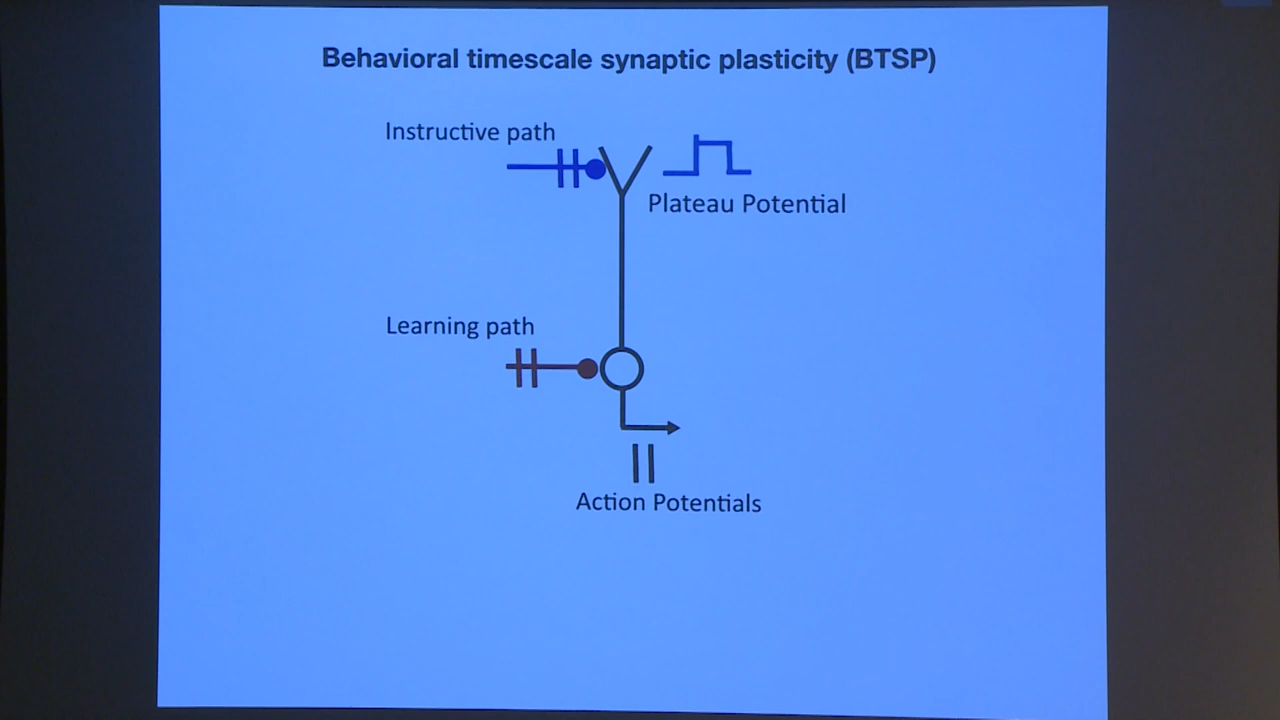 Behavioral timescale synaptic plasticity (BTSP)
Instructive path
Plateau Potential
Learning path
Action Potentials